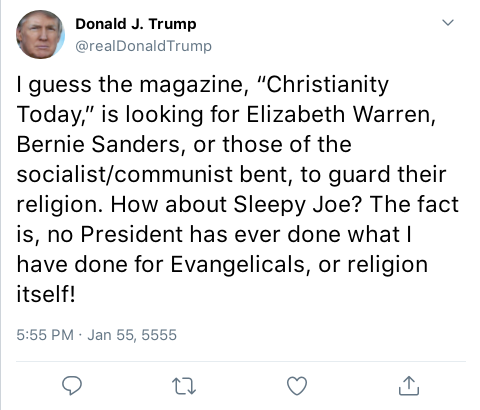 Donald J. Trump
@realDonaldTrump
I guess the magazine, “Christianity
Today,” is looking for Elizabeth Warren,
Bernie Sanders, or those of the
socialist/communist bent, to guard their
religion. How about Sleepy Joe? The fact
is, no President has ever done what I
have done for Evangelicals, or religion
itself!
5:55 PM · Jan 55, 5555